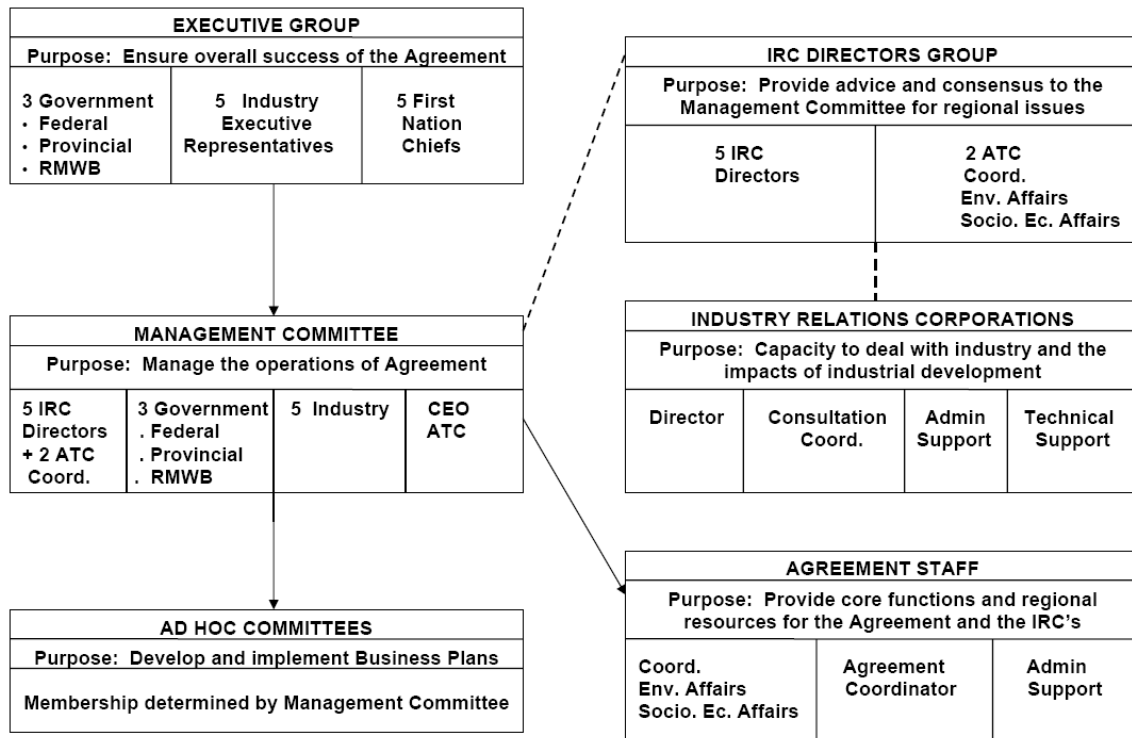 EXECUTIVE GROUP
Purpose: Ensure overall success of the Agreement
3 Government
• Federal
• Provincial
• RMWB
5 Industry
Executive
Representatives
5 First
Nation
Chiefs
IRC DIRECTORS GROUP
Purpose: Provide advice and consensus to the
Management Committee for regional issues
5 IRC
Directors
2 ATC
Coord.
Env. Affairs
Socio. Ec. Affairs
MANAGEMENT COMMITTEE
Purpose: Manage the operations of Agreement
5 IRC
Directors
+ 2 ATC
Coord.
3 Government
. Federal
. Provincial
. RMWB
5 Industry
CEO
ATC
INDUSTRY RELATIONS CORPORATIONS
Purpose: Capacity to deal with industry and the
impacts of industrial development
Director
Consultation
Coord.
Admin
Support
Technical
Support
AD HOC COMMITTEES
Purpose: Develop and implement Business Plans
Membership determined by Management Committee
AGREEMENT STAFF
Purpose: Provide core functions and regional
resources for the Agreement and the IRC's
Coord.
Env. Affairs
Socio. Ec. Affairs
Agreement
Coordinator
Admin
Support